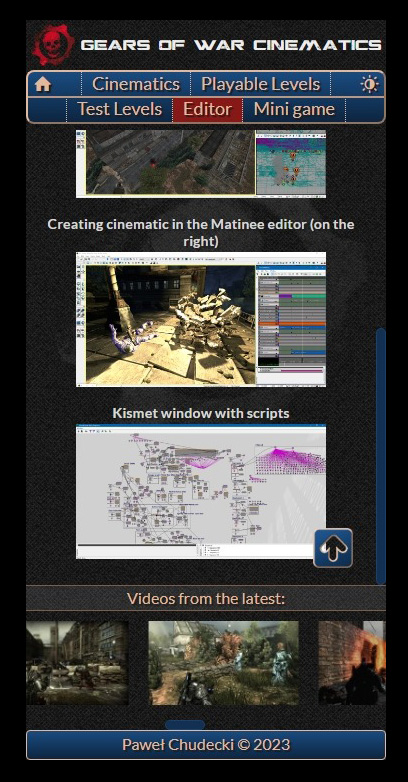 GEARS OF WAR CINEMATICS
Cinematics
Playable Levels
Test Levels
Editor
Mini game
Creating cinematic in the Matinee editor (on the
right)
Kismet window with scripts
Videos from the latest:
Paweł Chudecki © 2023